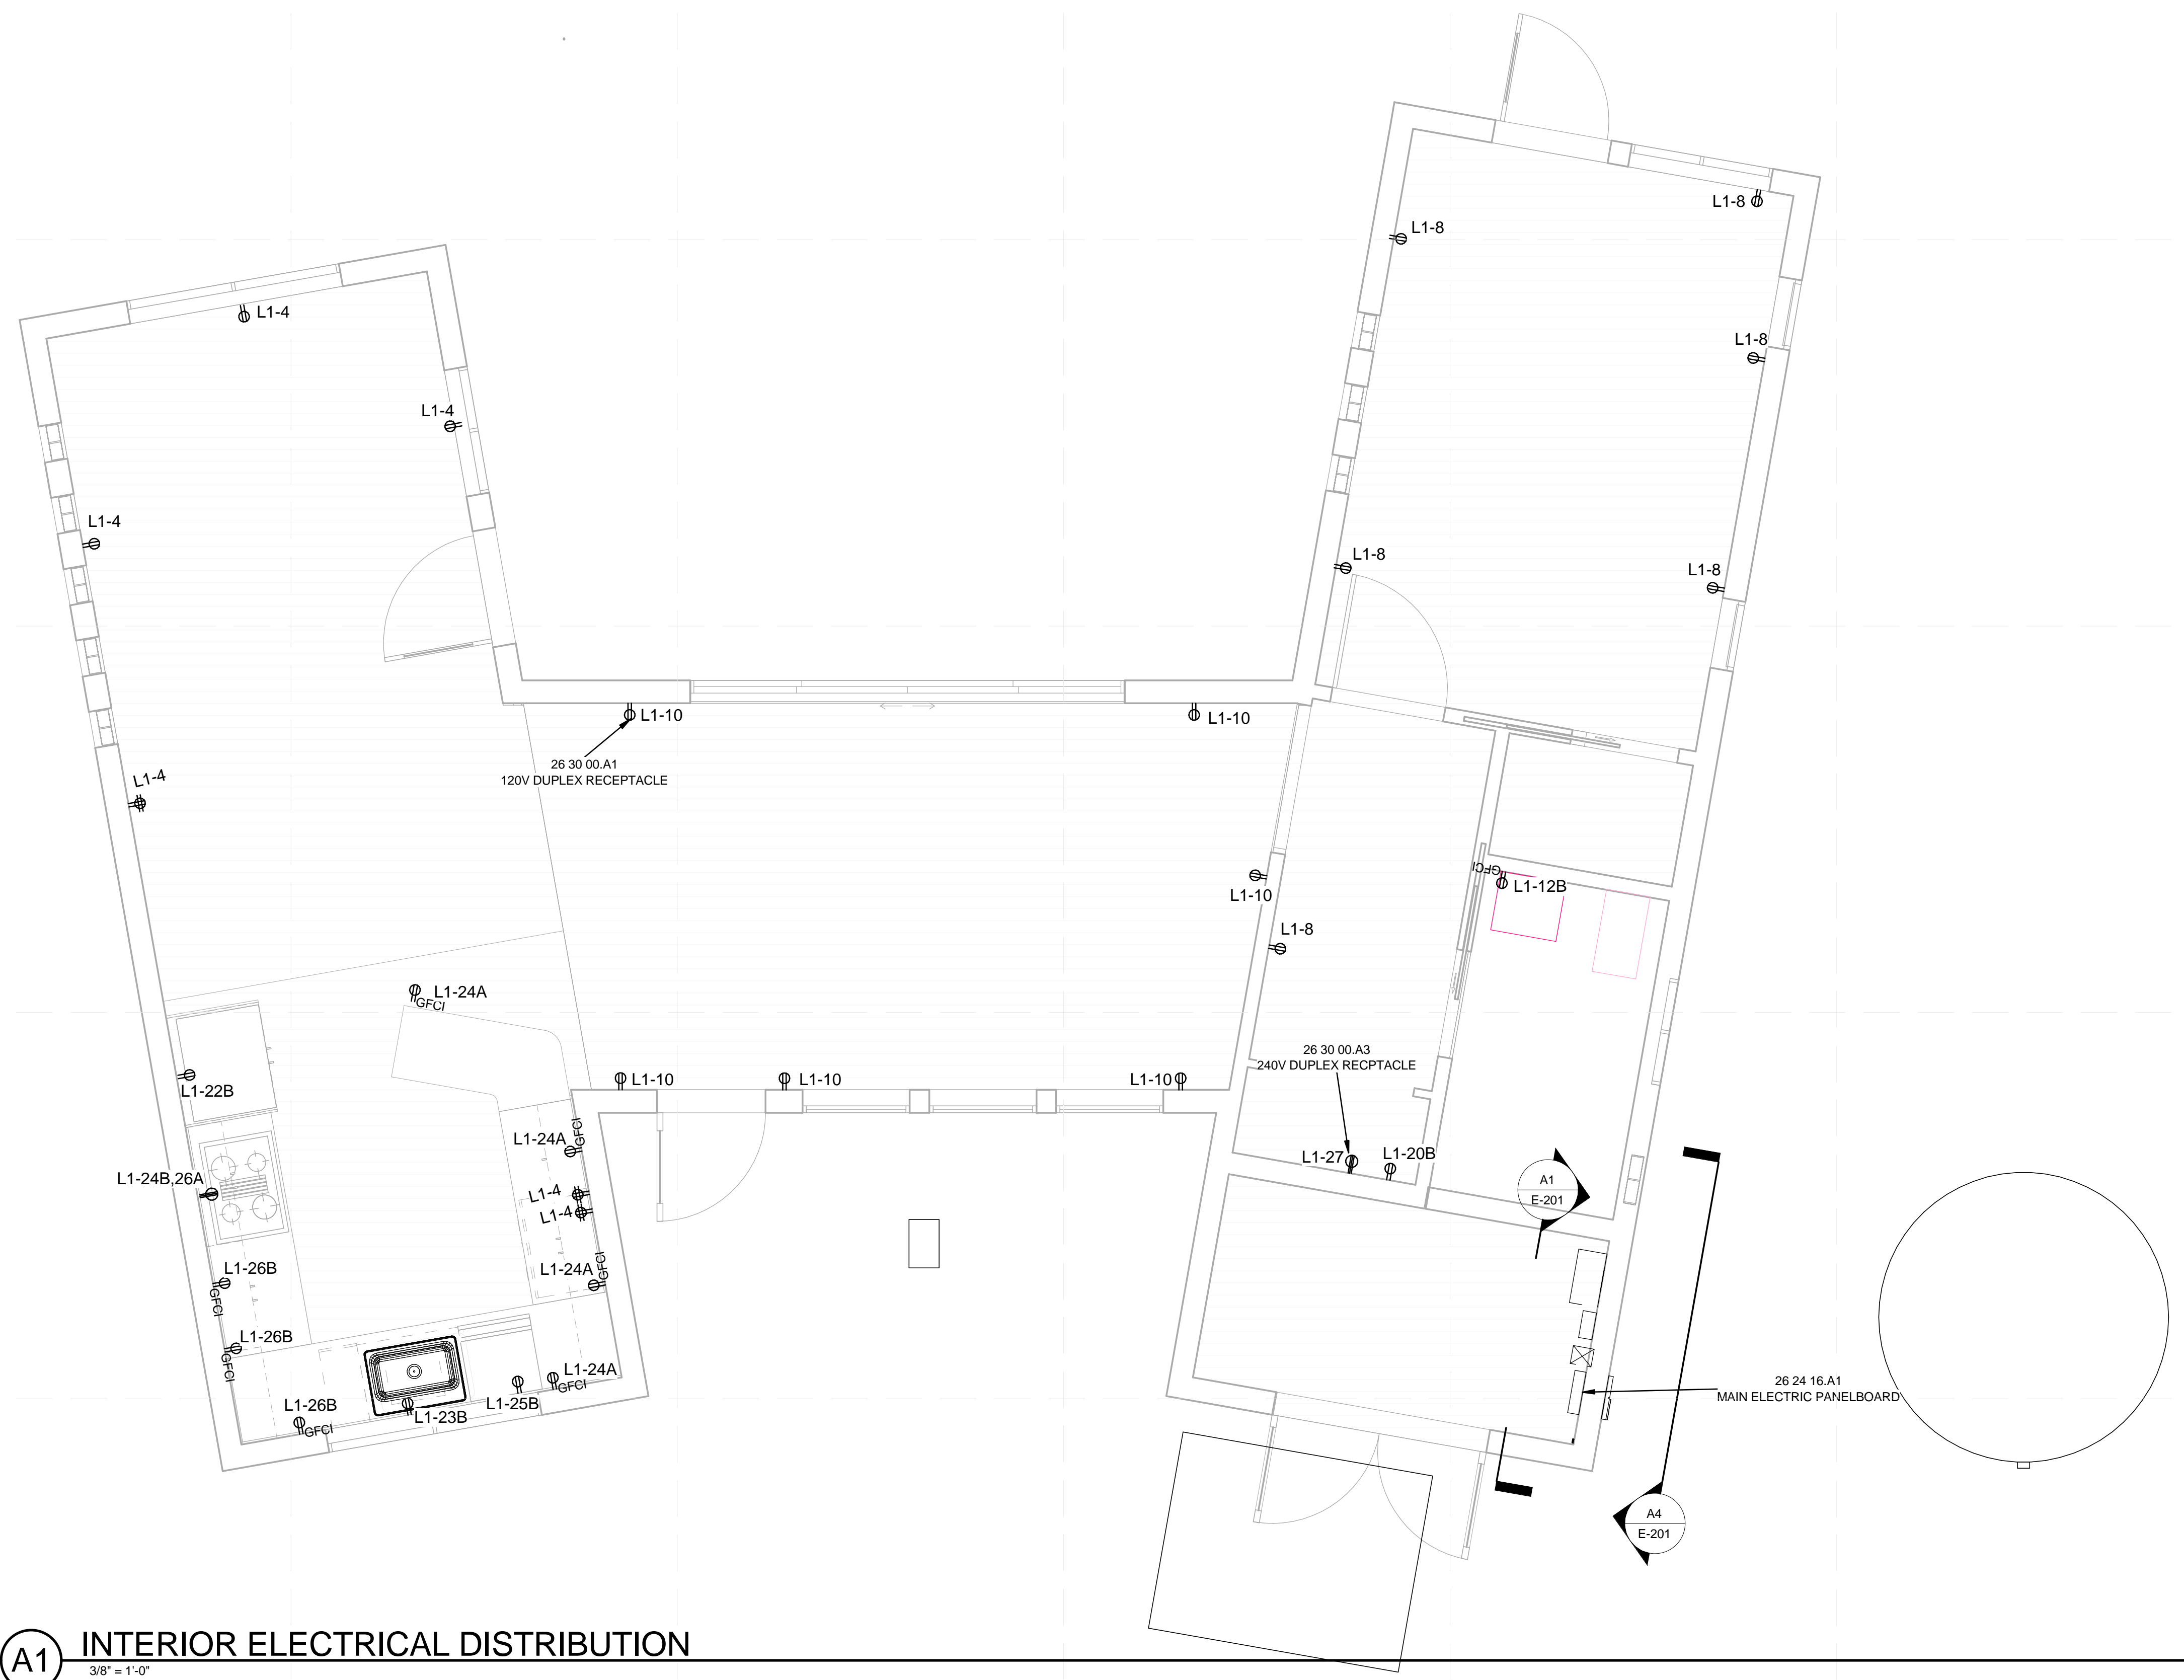 L1-8
L1-8
L1-4
L1-8
L1-4
L1-4
L1-8
L1-8
L1-10
L1-10
26 30 00.A1
120V DUPLEX RECEPTACLE
L1-4
GFCI
L1-12B
L1-10
L1-8
L1-24A
GFCI
26 30 00.A3
240V DUPLEX RECPTACLE
L1-22B
L1-10
L1-10
L1-10
GFCI
L1-24A
L1-27
L1-20B
L1-24B,26A
L1-4
L1-4
A1
E-201
L1-26B
GFCI
L1-24A
GFCI
L1-26B
GFCI
L1-24A
GFCI
26 24 16.A1
MAIN ELECTRIC PANELBOARD
L1-26B
GFCI
L1-23B
L1-25B
A4
E-201
A1
INTERIOR ELECTRICAL DISTRIBUTION
3/8" = 1'-0"